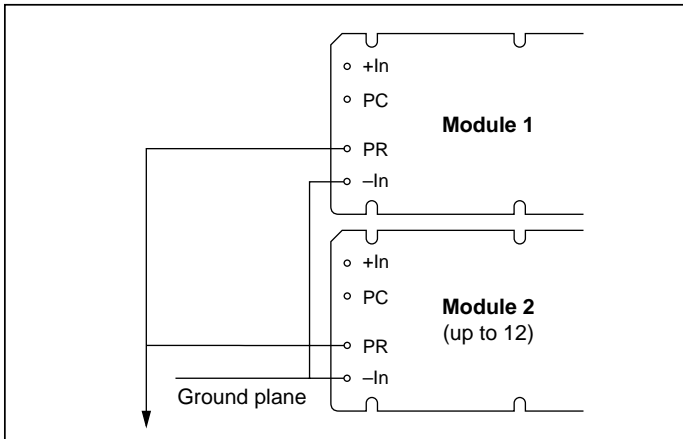 +In
PC
Module 1
PR
–In
+In
PC
Module 2
(up to 12)
PR
–In
Ground plane